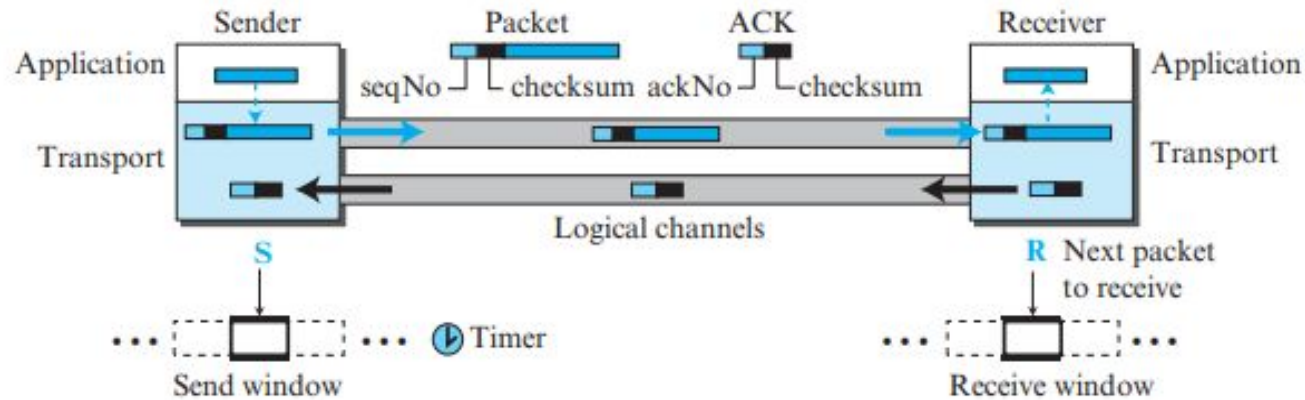 Sender
Packet
ACK
Receiver
Application
seqNo
checksum
ackNo
checksum
Application
Transport
Transport
Logical channels
S
R Next packet
to receive
... ... Timer
... ...
Send window
Receive window